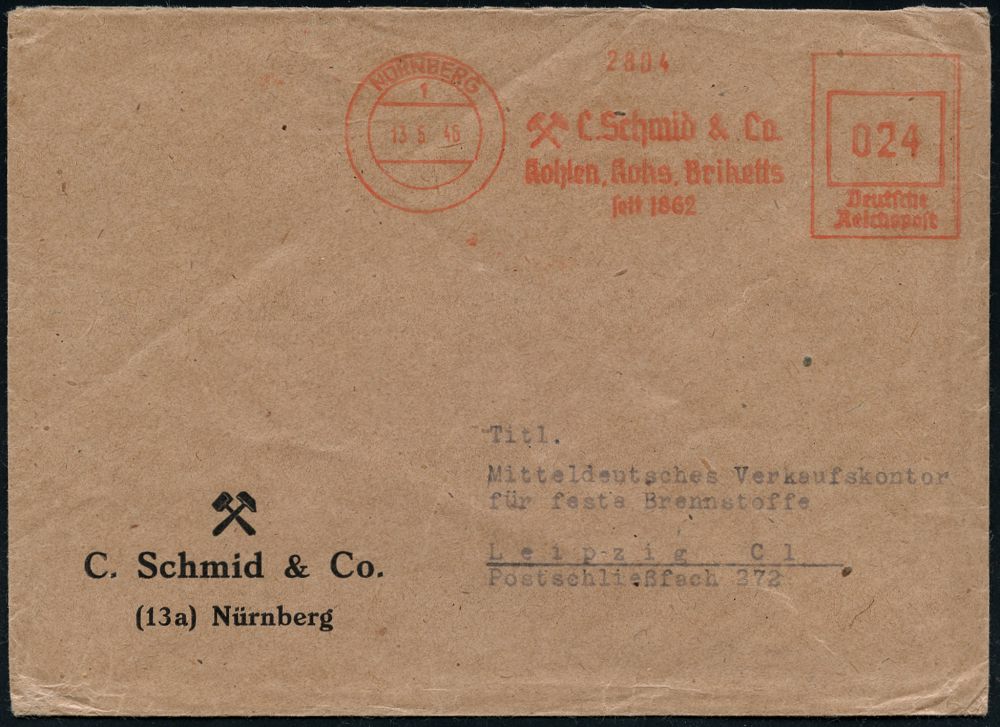 NÜRNBERG
1
13 5 46
2804
C. Schmid & Co.
Kohlen, Koks, Briketts
seit 1862
024
Deutsche
Reichspost
Titl.
Mitteldeutsches Verkaufskontor
für feste Brennstoffe
Leipzig C1
Postschließfach 272
C. Schmid & Co.
(13a) Nürnberg